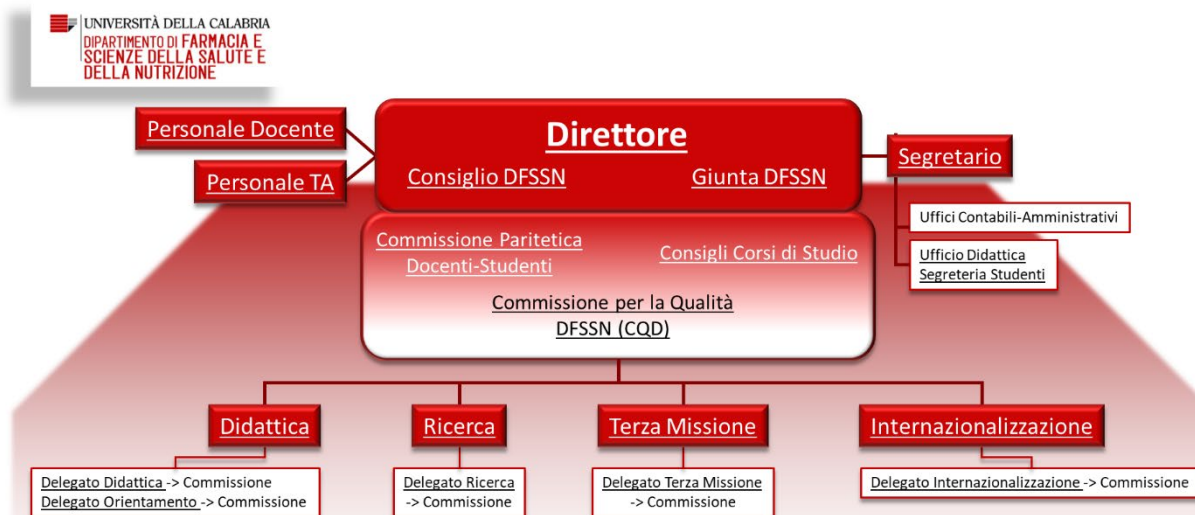 UNIVERSITÀ DELLA CALABRIA
DIPARTIMENTO DI FARMACIA E
SCIENZE DELLA SALUTE E
DELLA NUTRIZIONE
Personale Docente
Personale TA
Direttore
Consiglio DFSSN
Giunta DFSSN
Segretario
Uffici Contabili-Amministrativi
Ufficio Didattica
Segreteria Studenti
Commissione Paritetica
Docenti-Studenti
Consigli Corsi di Studio
Commissione per la Qualità
DFSSN (CQD)
Didattica
Ricerca
Terza Missione
Internazionalizzazione
Delegato Didattica -> Commissione
Delegato Orientamento -> Commissione
Delegato Ricerca
-> Commissione
Delegato Terza Missione
-> Commissione
Delegato Internazionalizzazione -> Commissione